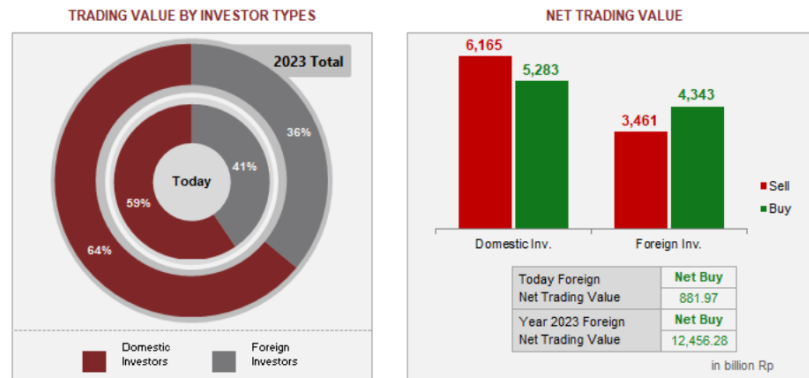 TRADING VALUE BY INVESTOR TYPES
2023 Total
36%
41%
Today
59%
64%
Domestic
Investors
Foreign
Investors
NET TRADING VALUE
6,165
5,283
4,343
3,461
Sell
Buy
Domestic Inv.
Foreign Inv.
Today Foreign
Net Trading Value
Net Buy
881.97
Year 2023 Foreign
Net Trading Value
Net Buy
12,456.28
in billion Rp